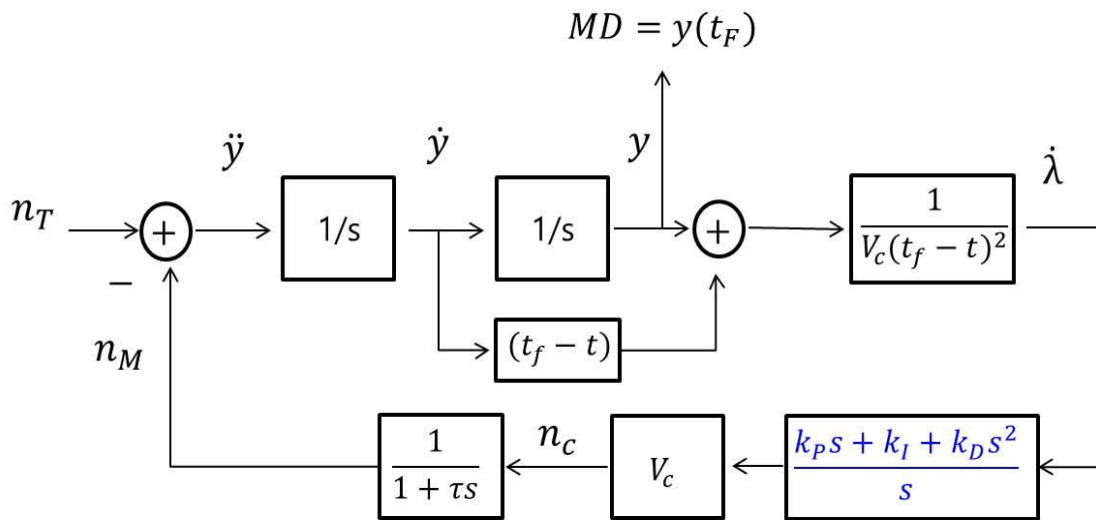 MD = y(t_F)
ÿ
ẏ
y
λ̇
n_T
+
1/s
1/s
+
1
V_c(t_f − t)^2
−
(t_f − t)
n_M
n_c
1
1 + τs
V_c
k_P s + k_I + k_D s^2
s